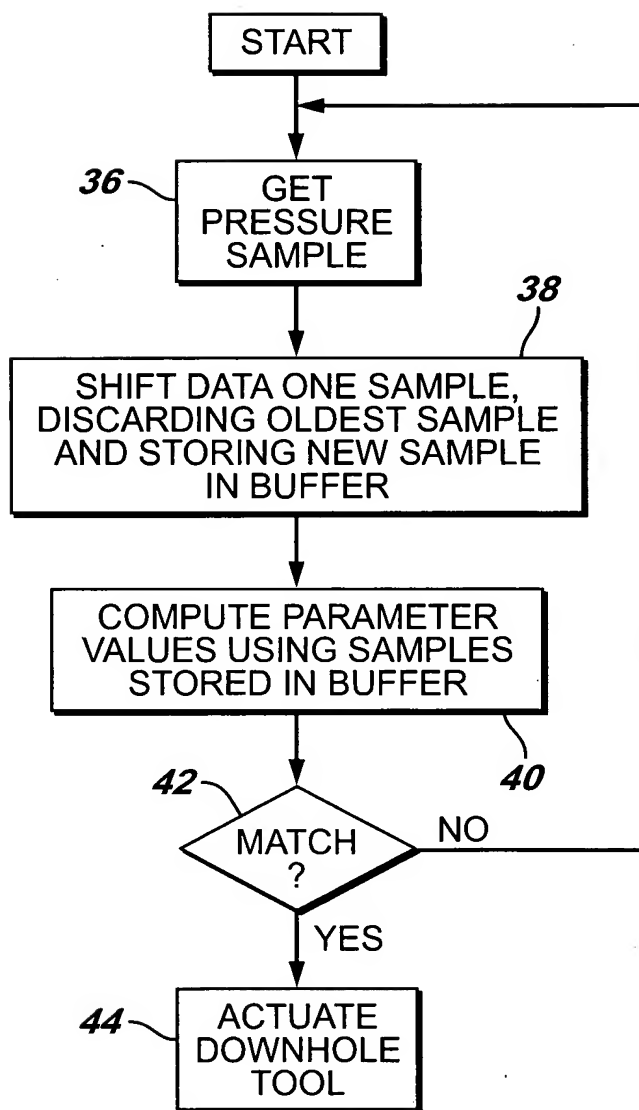 START
36
GET
PRESSURE
SAMPLE
38
SHIFT DATA ONE SAMPLE,
DISCARDING OLDEST SAMPLE
AND STORING NEW SAMPLE
IN BUFFER
COMPUTE PARAMETER
VALUES USING SAMPLES
STORED IN BUFFER
40
42
MATCH
?
NO
YES
44
ACTUATE
DOWNHOLE
TOOL